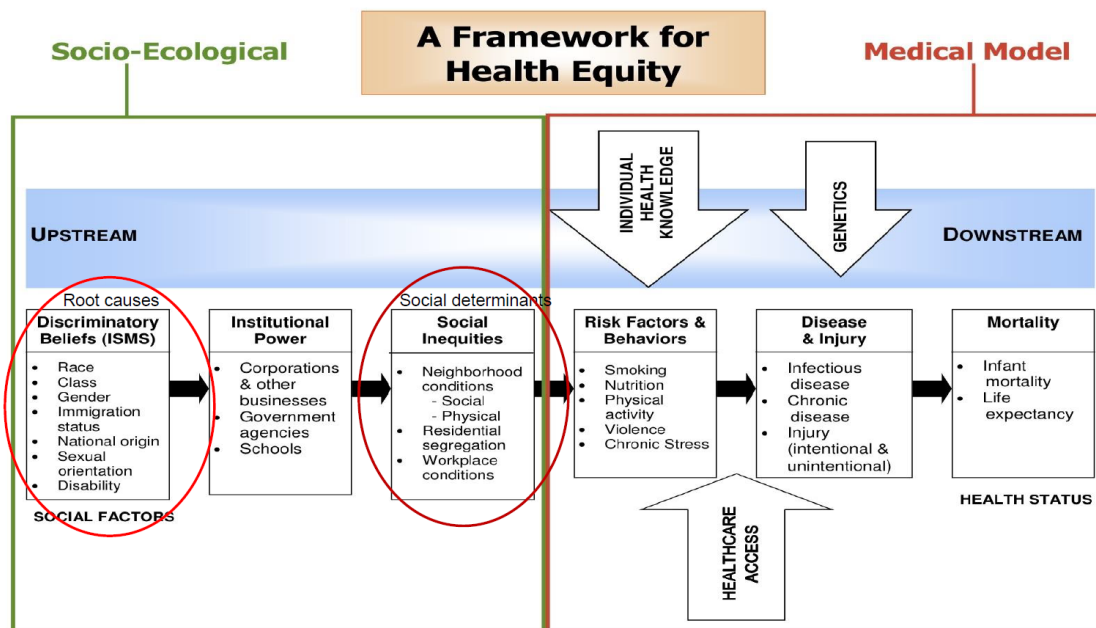 A Framework for
Health Equity
Socio-Ecological
Medical Model
INDIVIDUAL
HEALTH
KNOWLEDGE
GENETICS
UPSTREAM
DOWNSTREAM
Root causes
Discriminatory
Beliefs (ISMS)
• Race
• Class
• Gender
• Immigration
status
• National origin
• Sexual
orientation
• Disability
SOCIAL FACTORS
Institutional
Power
• Corporations
& other
businesses
• Government
agencies
• Schools
Social determinants
Social
Inequities
• Neighborhood
conditions
- Social
- Physical
• Residential
segregation
• Workplace
conditions
Risk Factors &
Behaviors
• Smoking
• Nutrition
• Physical
activity
• Violence
• Chronic Stress
Disease
& Injury
• Infectious
disease
• Chronic
disease
• Injury
(intentional &
unintentional)
Mortality
• Infant
mortality
• Life
expectancy
HEALTH STATUS
HEALTHCARE
ACCESS